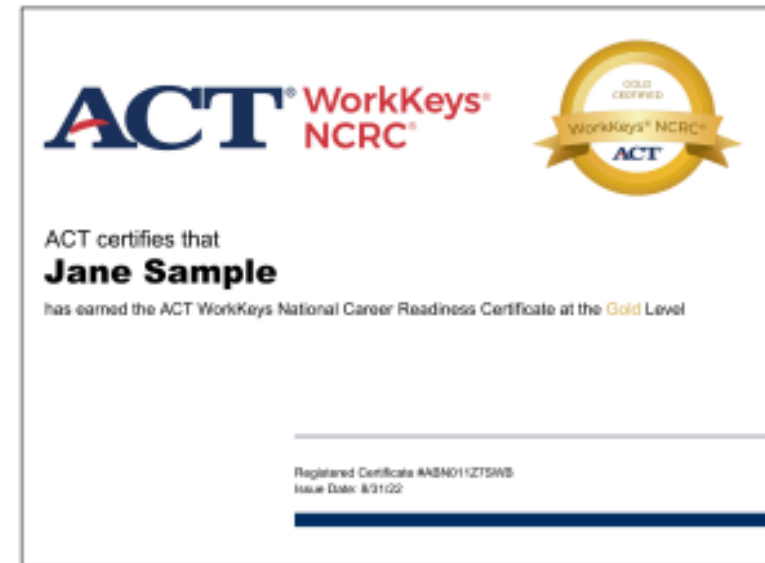 ACT® WorkKeys®
NCRC®
GOLD
CERTIFIED
WorkKeys® NCRC®
ACT
ACT certifies that
Jane Sample
has earned the ACT WorkKeys National Career Readiness Certificate at the Gold Level
Registered Certificate #ABN011Z7SWB
Issue Date: 8/31/22